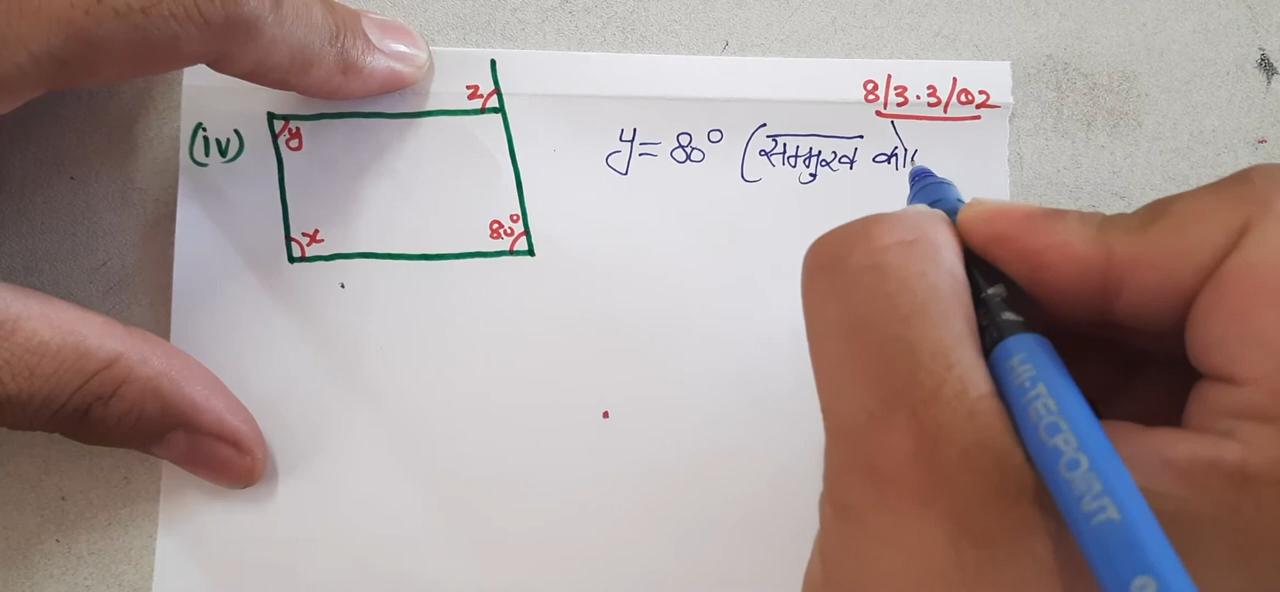 8/3.3/02
(iv)
z
y
x
80°
y = 80° (सम्मुख को
HI-TECPOINT